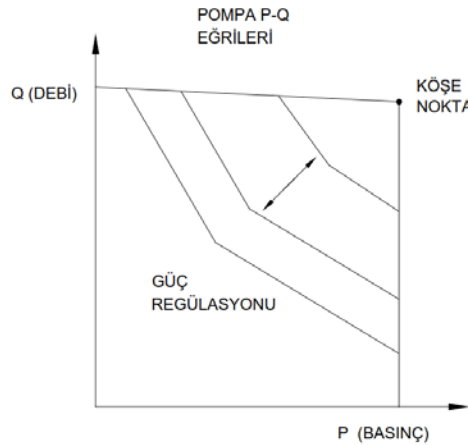 POMPA P-Q
EĞRİLERİ
Q (DEBİ)
KÖŞE
NOKTA
GÜÇ
REGÜLASYONU
P (BASINÇ)